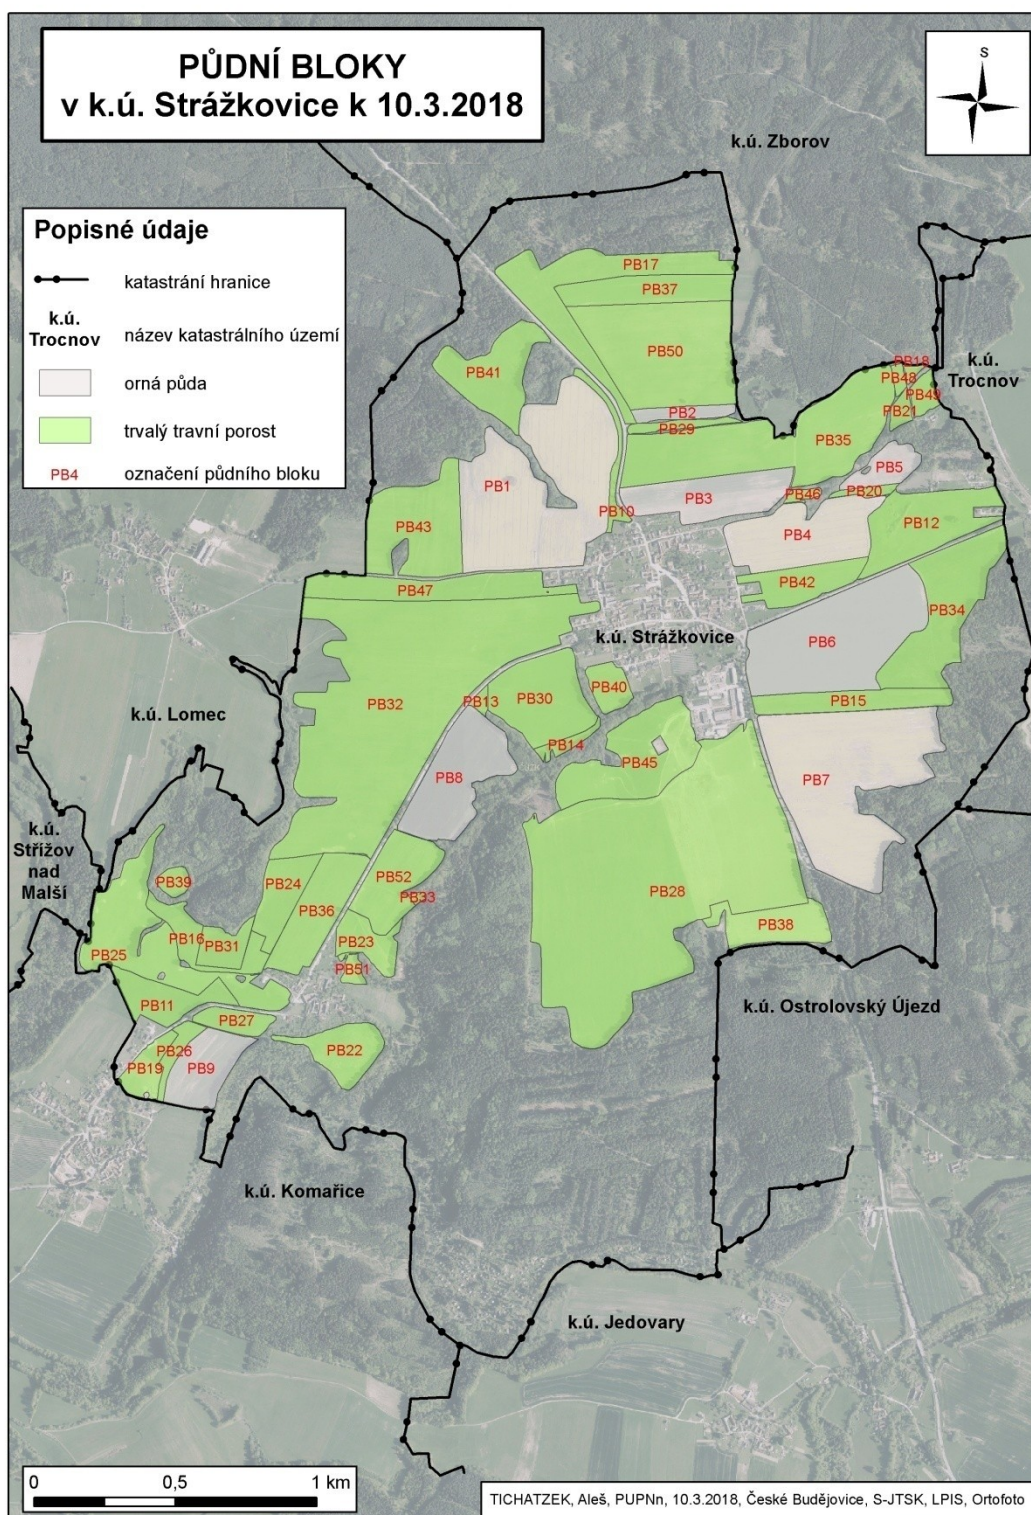 PŮDNÍ BLOKY
v k.ú. Strážkovice k 10.3.2018
S
k.ú. Zborov
Popisné údaje
katastrání hranice
k.ú.
Trocnov
název katastrálního území
orná půda
trvalý travní porost
PB4
označení půdního bloku
PB17
PB37
PB50
PB41
PB18
k.ú.
Trocnov
PB48
PB49
PB2
PB21
PB29
PB35
PB5
PB1
PB3
PB46
PB20
PB10
PB43
PB12
PB4
PB42
PB47
PB34
k.ú. Strážkovice
PB6
PB40
PB32
PB13
PB30
PB15
k.ú. Lomec
PB14
PB45
PB8
PB7
k.ú.
Střížov
nad
Malší
PB39
PB24
PB52
PB28
PB33
PB36
PB38
PB16
PB31
PB23
PB25
PB51
PB11
k.ú. Ostrolovský Újezd
PB27
PB26
PB22
PB19
PB9
k.ú. Komařice
k.ú. Jedovary
0
0,5
1 km
TICHATZEK, Aleš, PUPNn, 10.3.2018, České Budějovice, S-JTSK, LPIS, Ortofoto